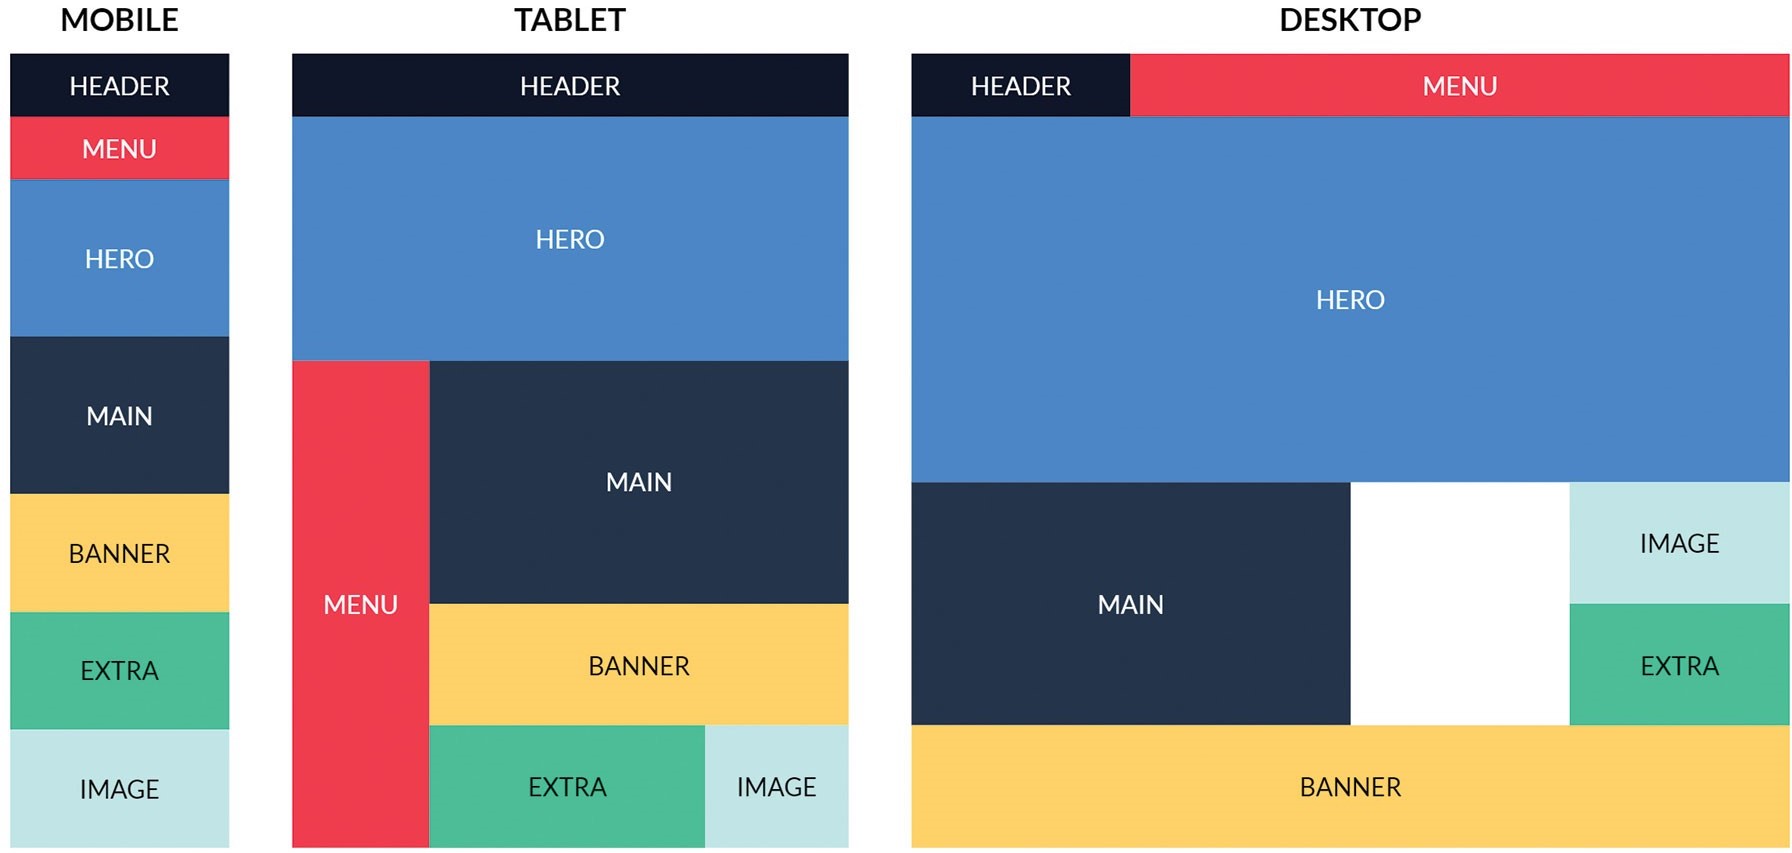 MOBILE
HEADER
MENU
HERO
MAIN
BANNER
EXTRA
IMAGE
TABLET
HEADER
HERO
MENU
MAIN
BANNER
EXTRA
IMAGE
DESKTOP
HEADER
MENU
HERO
MAIN
IMAGE
EXTRA
BANNER